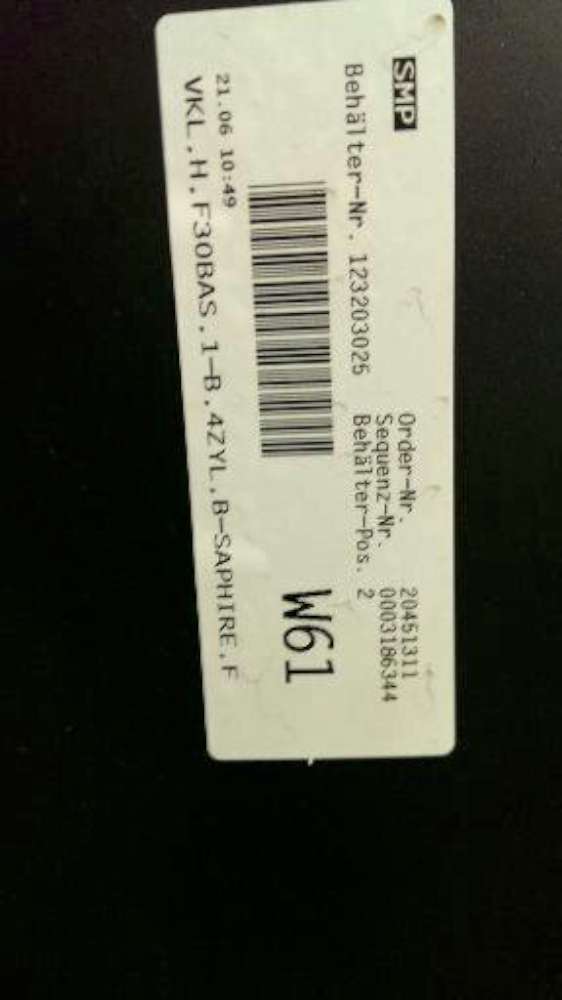 SMP
Order-Nr. 20451311
Sequenz-Nr. 0003186344
Behälter-Nr. 123203025 Behälter-Pos. 2
W61
21.06 10:49
VKL.H.F30BAS.1-B.4ZYL.B-SAPHIRE.F